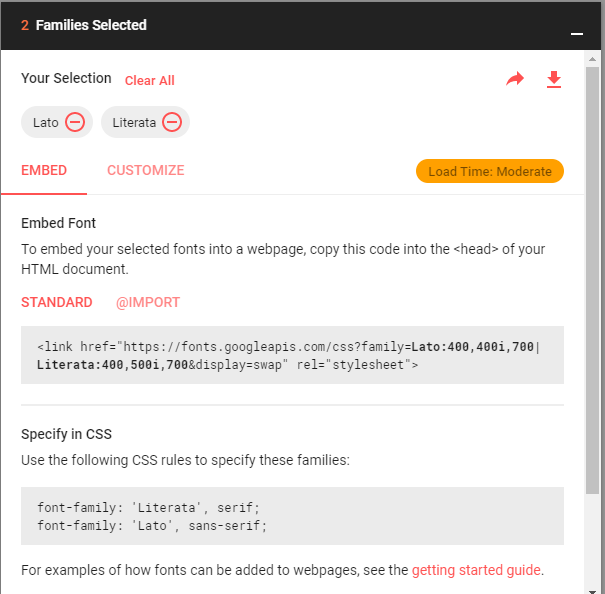 2 Families Selected
Your Selection Clear All
Lato Literata
EMBED CUSTOMIZE Load Time: Moderate
Embed Font
To embed your selected fonts into a webpage, copy this code into the <head> of your
HTML document.
STANDARD @IMPORT
<link href="https://fonts.googleapis.com/css?family=Lato:400,400i,700|
Literata:400,500i,700&display=swap" rel="stylesheet">
Specify in CSS
Use the following CSS rules to specify these families:
font-family: 'Literata', serif;
font-family: 'Lato', sans-serif;
For examples of how fonts can be added to webpages, see the getting started guide.